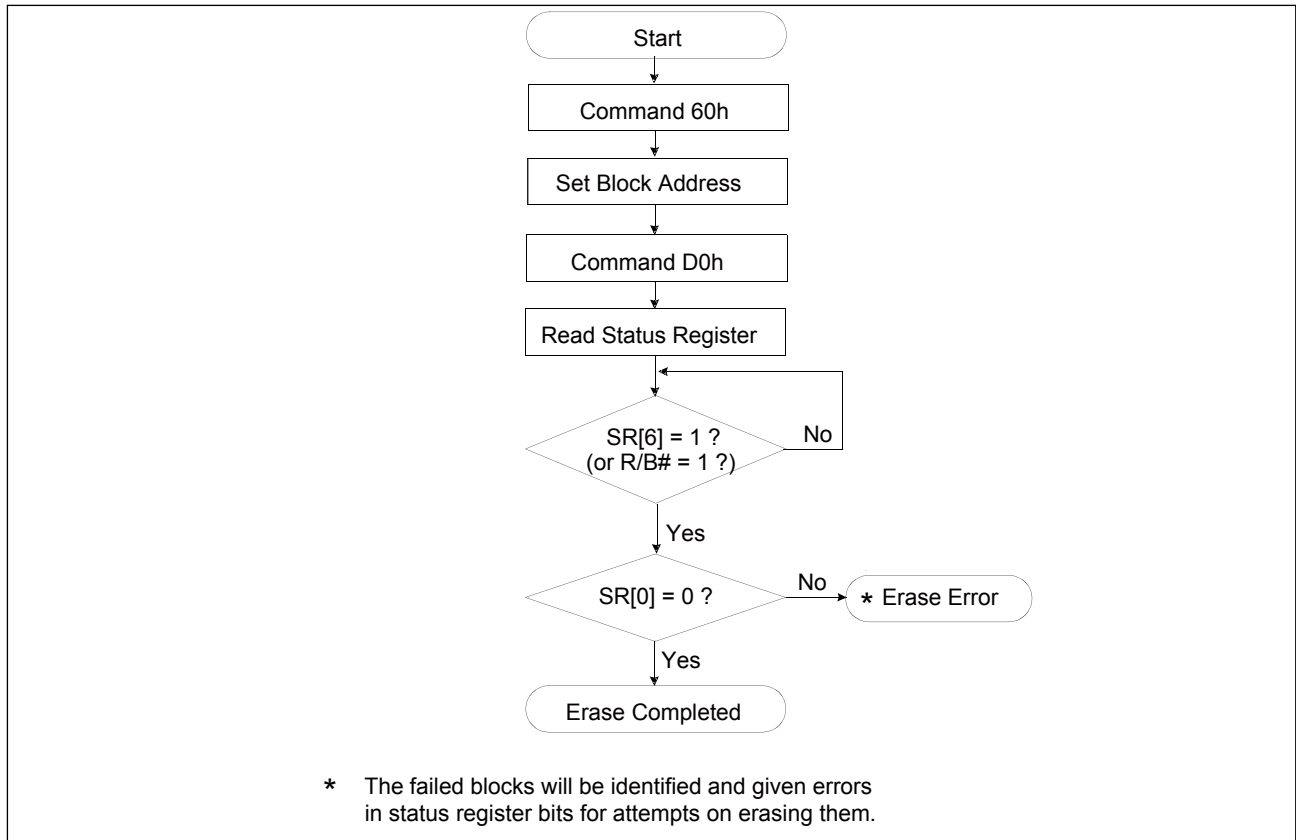 Start
Command 60h
Set Block Address
Command D0h
Read Status Register
SR[6] = 1 ?
(or R/B# = 1 ?)
No
Yes
SR[0] = 0 ?
No
* Erase Error
Yes
Erase Completed
* The failed blocks will be identified and given errors
in status register bits for attempts on erasing them.